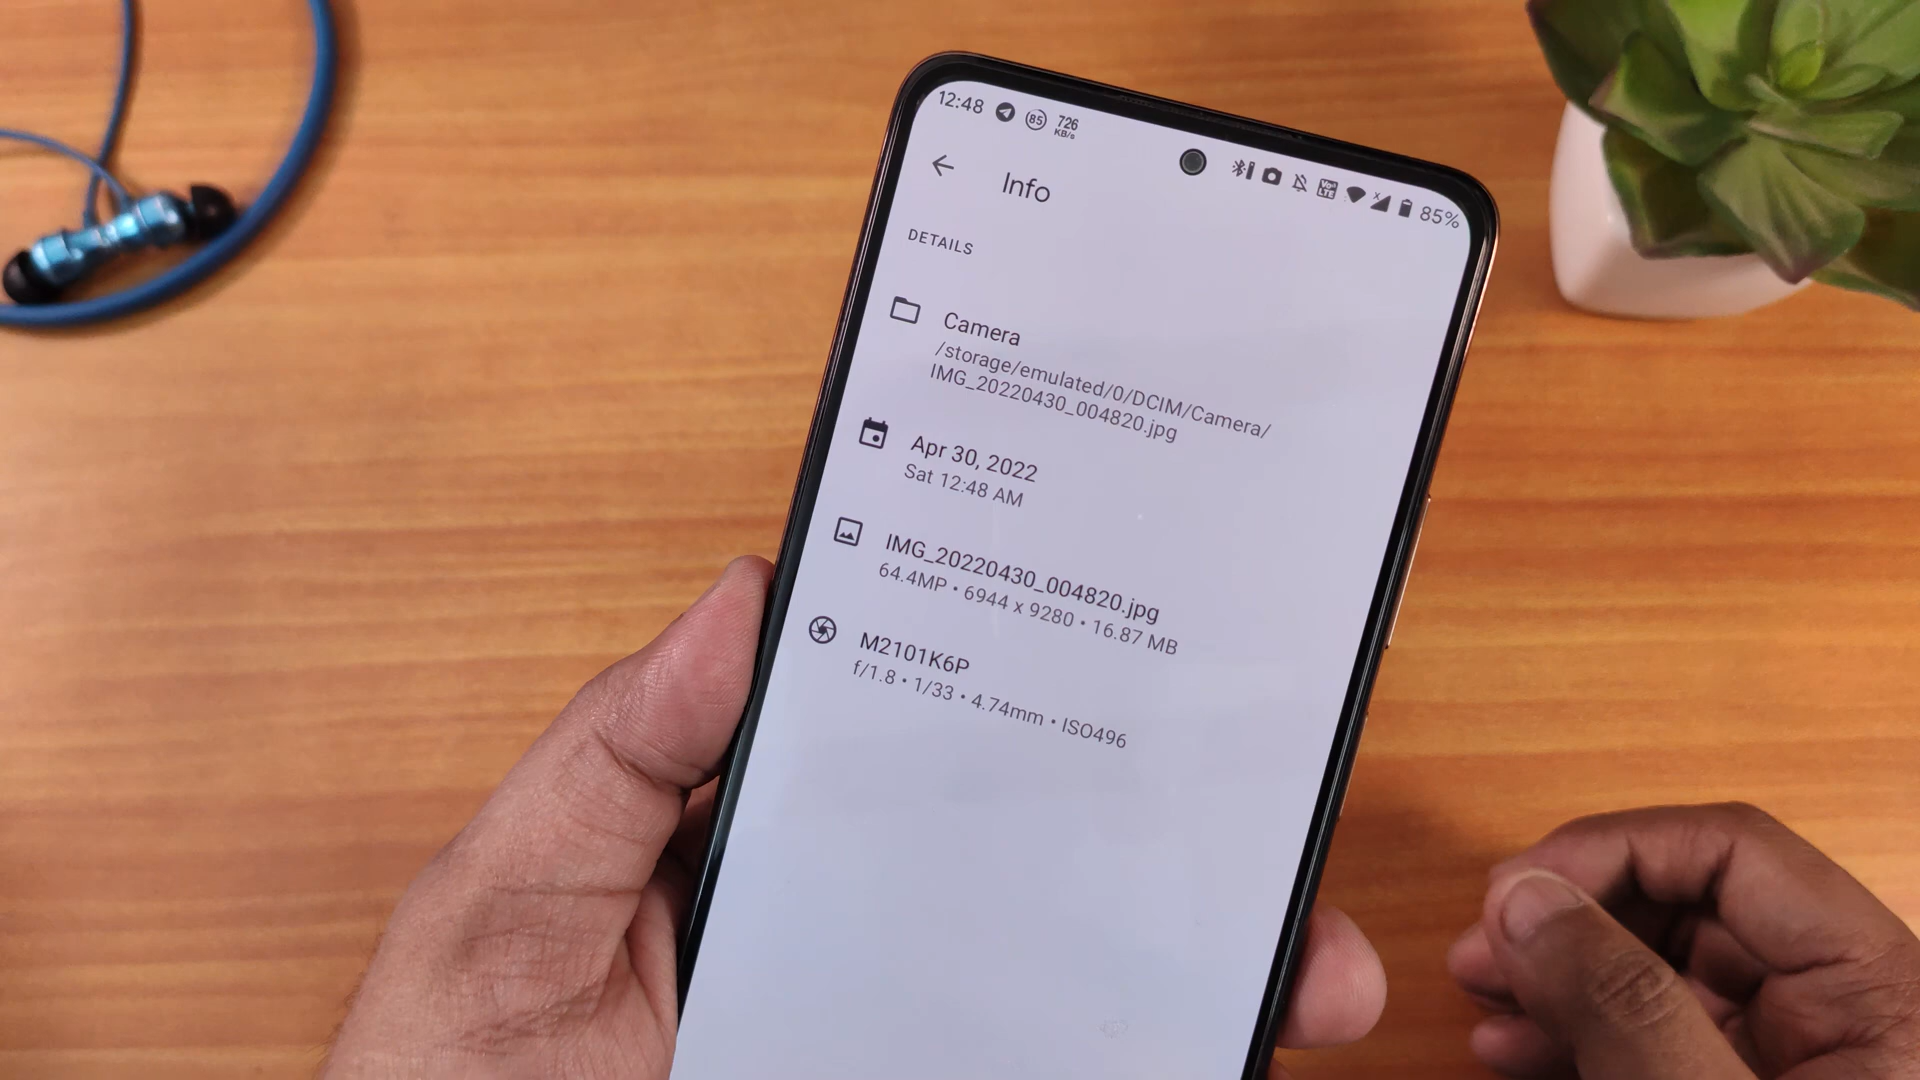 12:48 85 726 KB/s VoLTE 85%
Info
DETAILS
Camera
/storage/emulated/0/DCIM/Camera/
IMG_20220430_004820.jpg
Apr 30, 2022
Sat 12:48 AM
IMG_20220430_004820.jpg
64.4MP • 6944 x 9280 • 16.87 MB
M2101K6P
f/1.8 • 1/33 • 4.74mm • ISO496